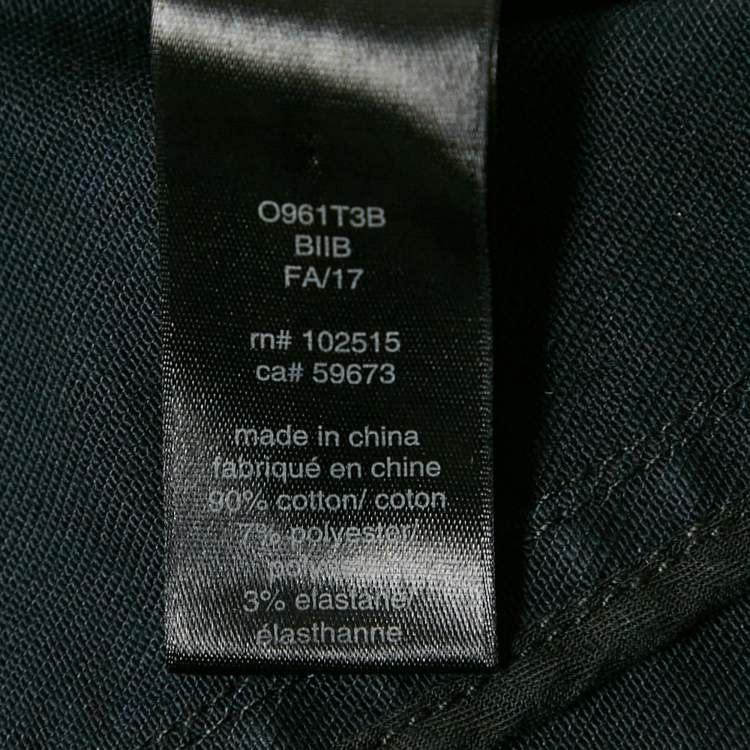 O961T3B
BIIB
FA/17
rn# 102515
ca# 59673
made in china
fabriqué en chine
90% cotton/ coton
7% polyester/
3% elastane/
élasthanne